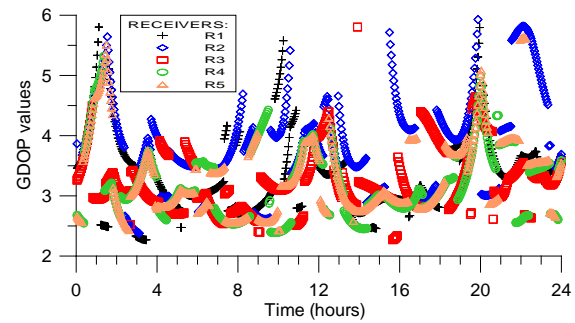 6
5
4
3
2
GDOP values
RECEIVERS:
R1
R2
R3
R4
R5
0 4 8 12 16 20 24
Time (hours)